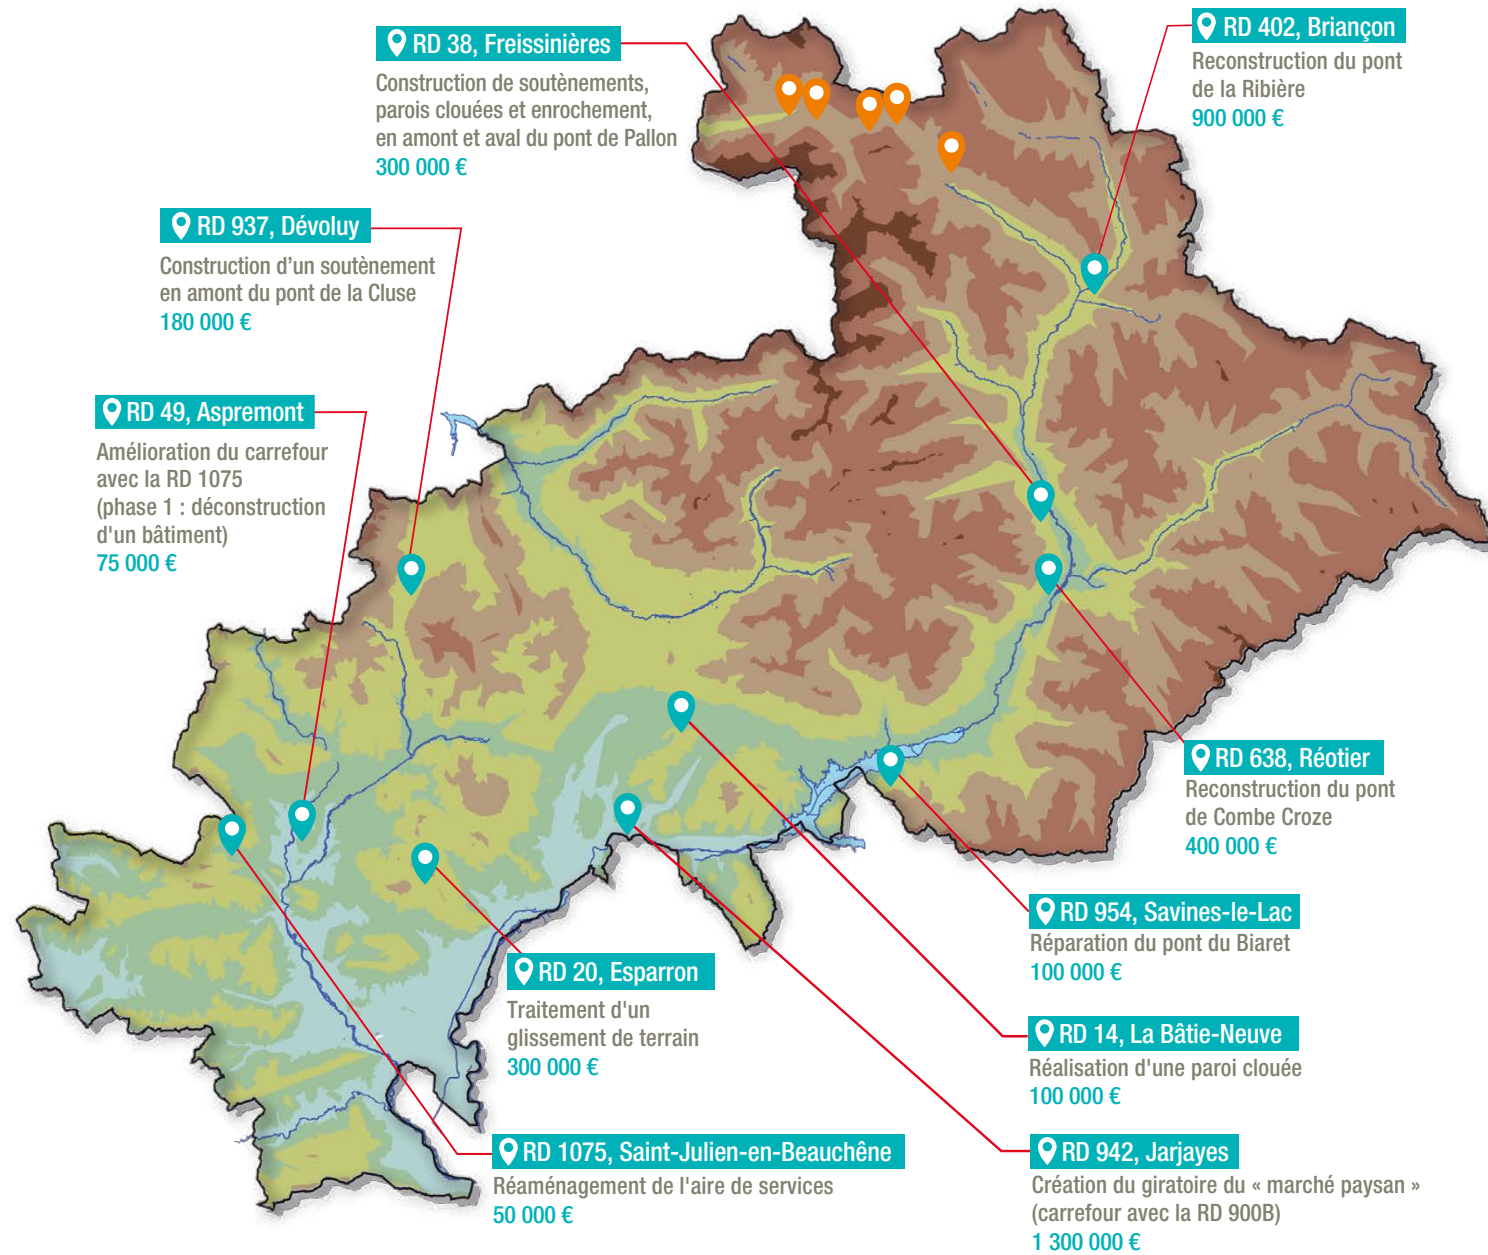 RD 38, Freissinières
Construction de soutènements,
parois clouées et enrochement,
en amont et aval du pont de Pallon
300 000 €
RD 402, Briançon
Reconstruction du pont
de la Ribière
900 000 €
RD 937, Dévoluy
Construction d’un soutènement
en amont du pont de la Cluse
180 000 €
RD 49, Aspremont
Amélioration du carrefour
avec la RD 1075
(phase 1 : déconstruction
d'un bâtiment)
75 000 €
RD 638, Réotier
Reconstruction du pont
de Combe Croze
400 000 €
RD 954, Savines-le-Lac
Réparation du pont du Biaret
100 000 €
RD 20, Esparron
Traitement d'un
glissement de terrain
300 000 €
RD 14, La Bâtie-Neuve
Réalisation d'une paroi clouée
100 000 €
RD 1075, Saint-Julien-en-Beauchêne
Réaménagement de l'aire de services
50 000 €
RD 942, Jarjayes
Création du giratoire du « marché paysan »
(carrefour avec la RD 900B)
1 300 000 €